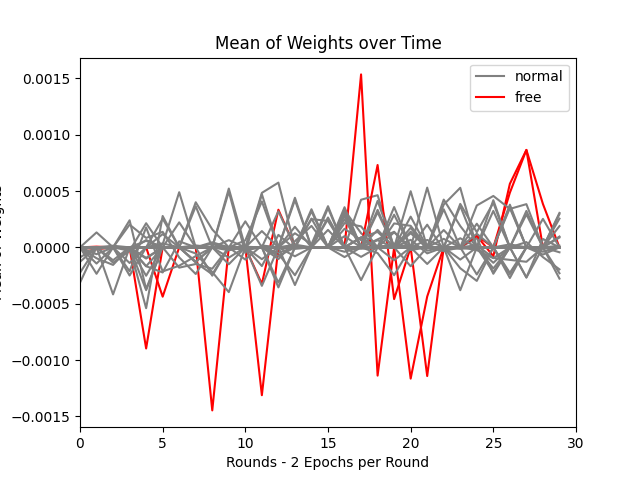 Mean of Weights over Time
normal
free
0.0015
0.0010
0.0005
0.0000
−0.0005
−0.0010
−0.0015
0 5 10 15 20 25 30
Rounds - 2 Epochs per Round